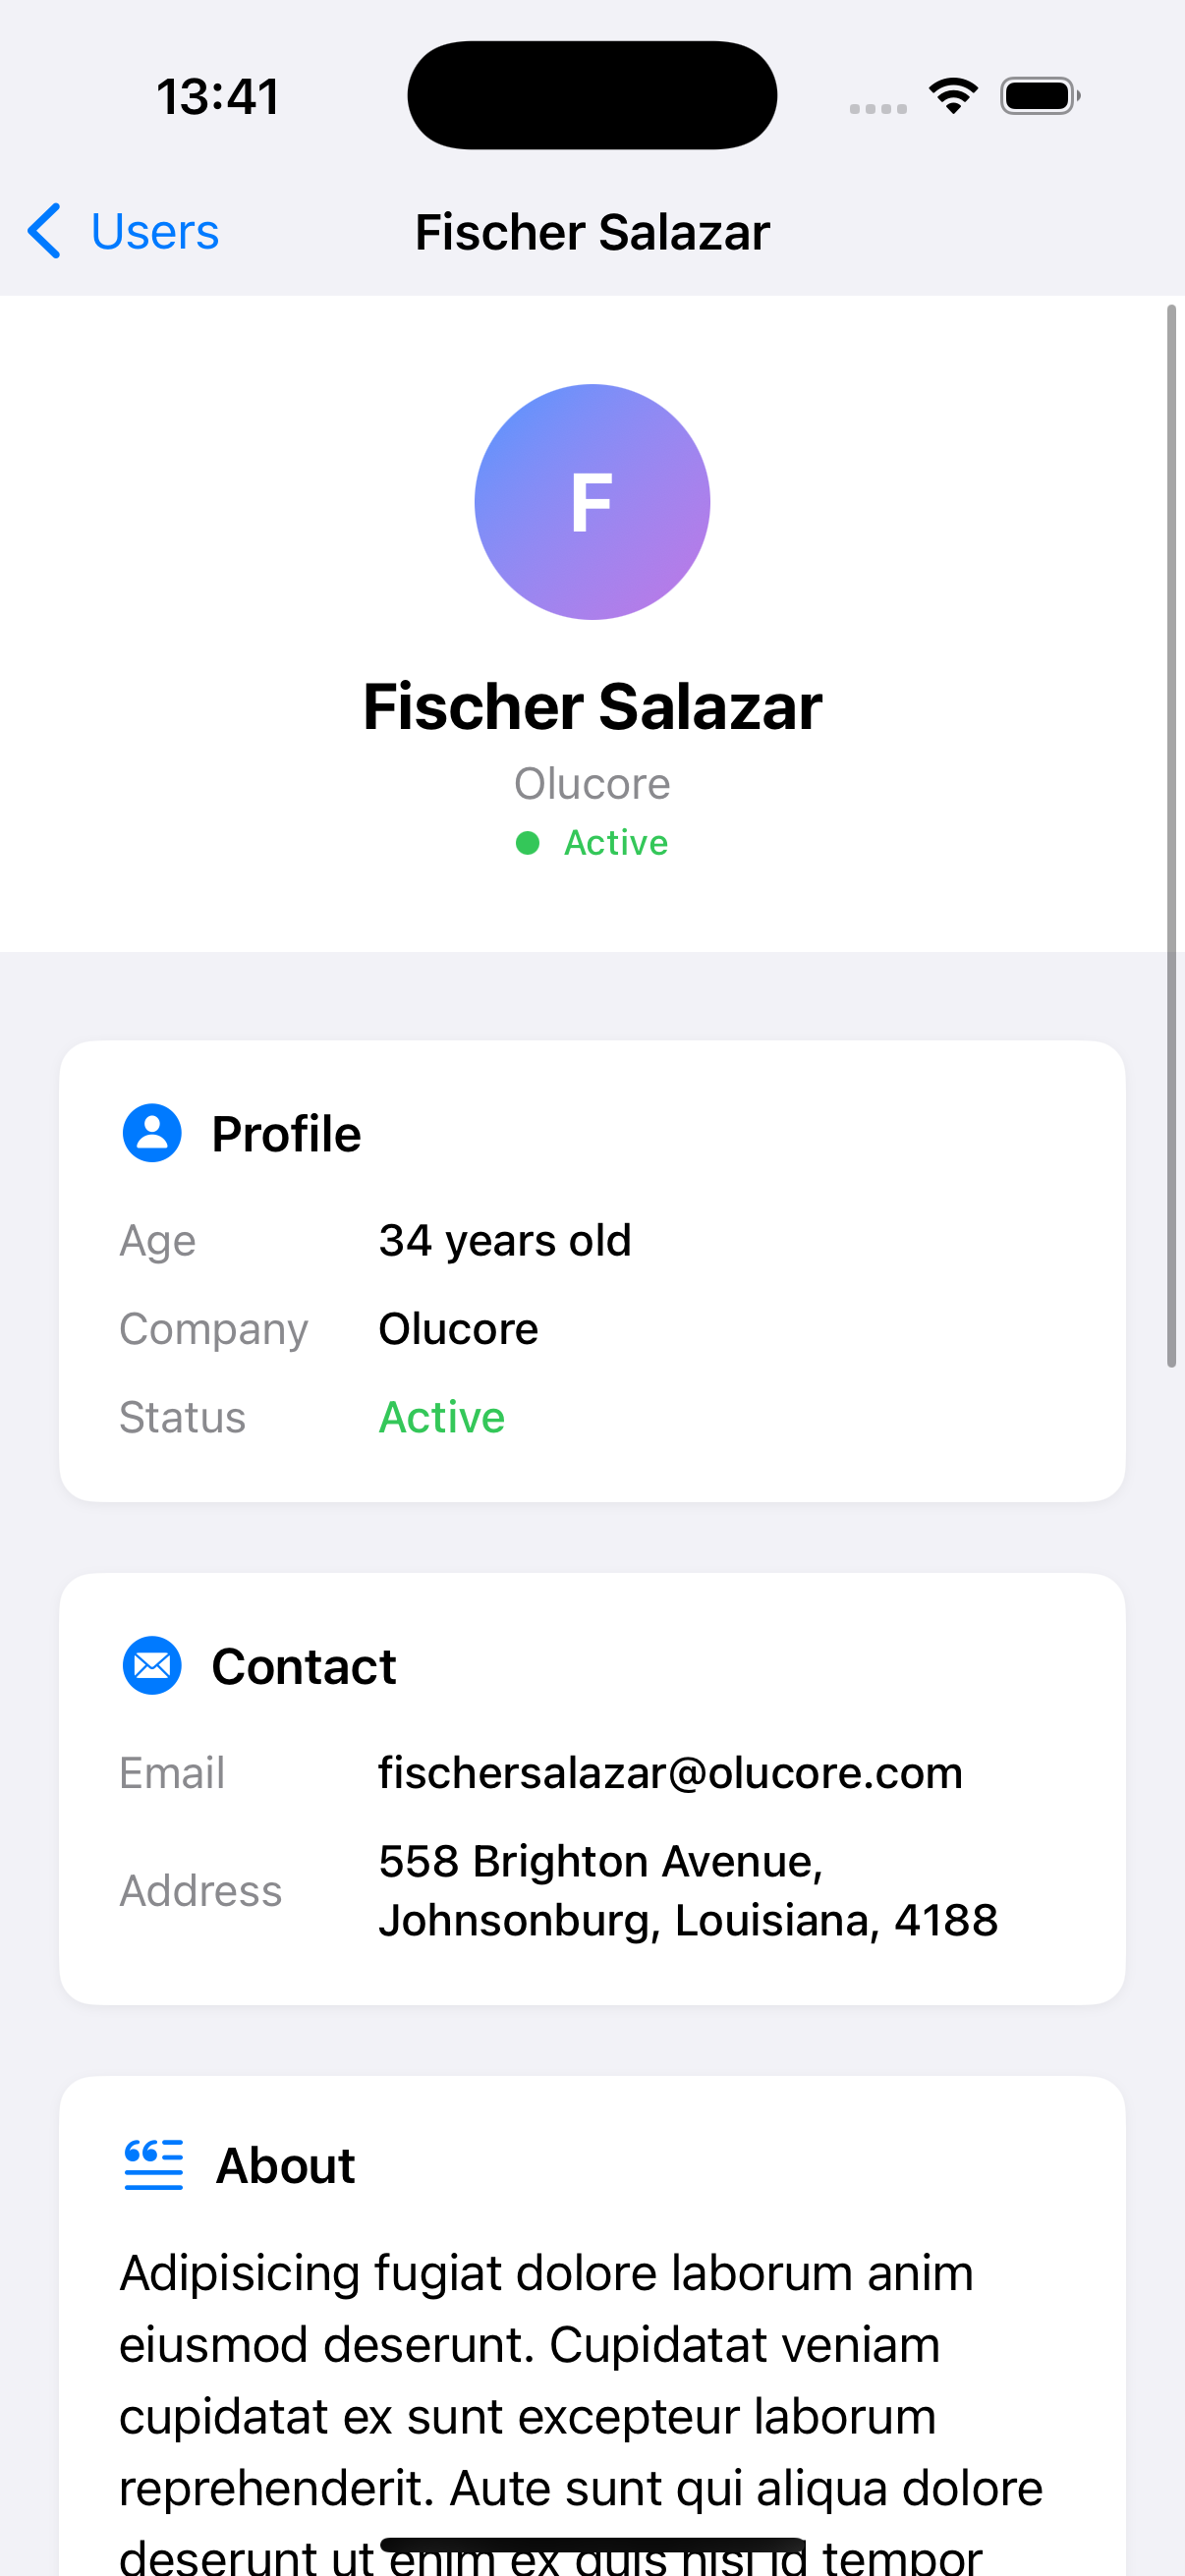 13:41
Users
Fischer Salazar
F
Fischer Salazar
Olucore
Active
Profile
Age 34 years old
Company Olucore
Status Active
Contact
Email fischersalazar@olucore.com
Address 558 Brighton Avenue,
Johnsonburg, Louisiana, 4188
About
Adipisicing fugiat dolore laborum anim
eiusmod deserunt. Cupidatat veniam
cupidatat ex sunt excepteur laborum
reprehenderit. Aute sunt qui aliqua dolore
deserunt ut enim ex quis nisi id tempor